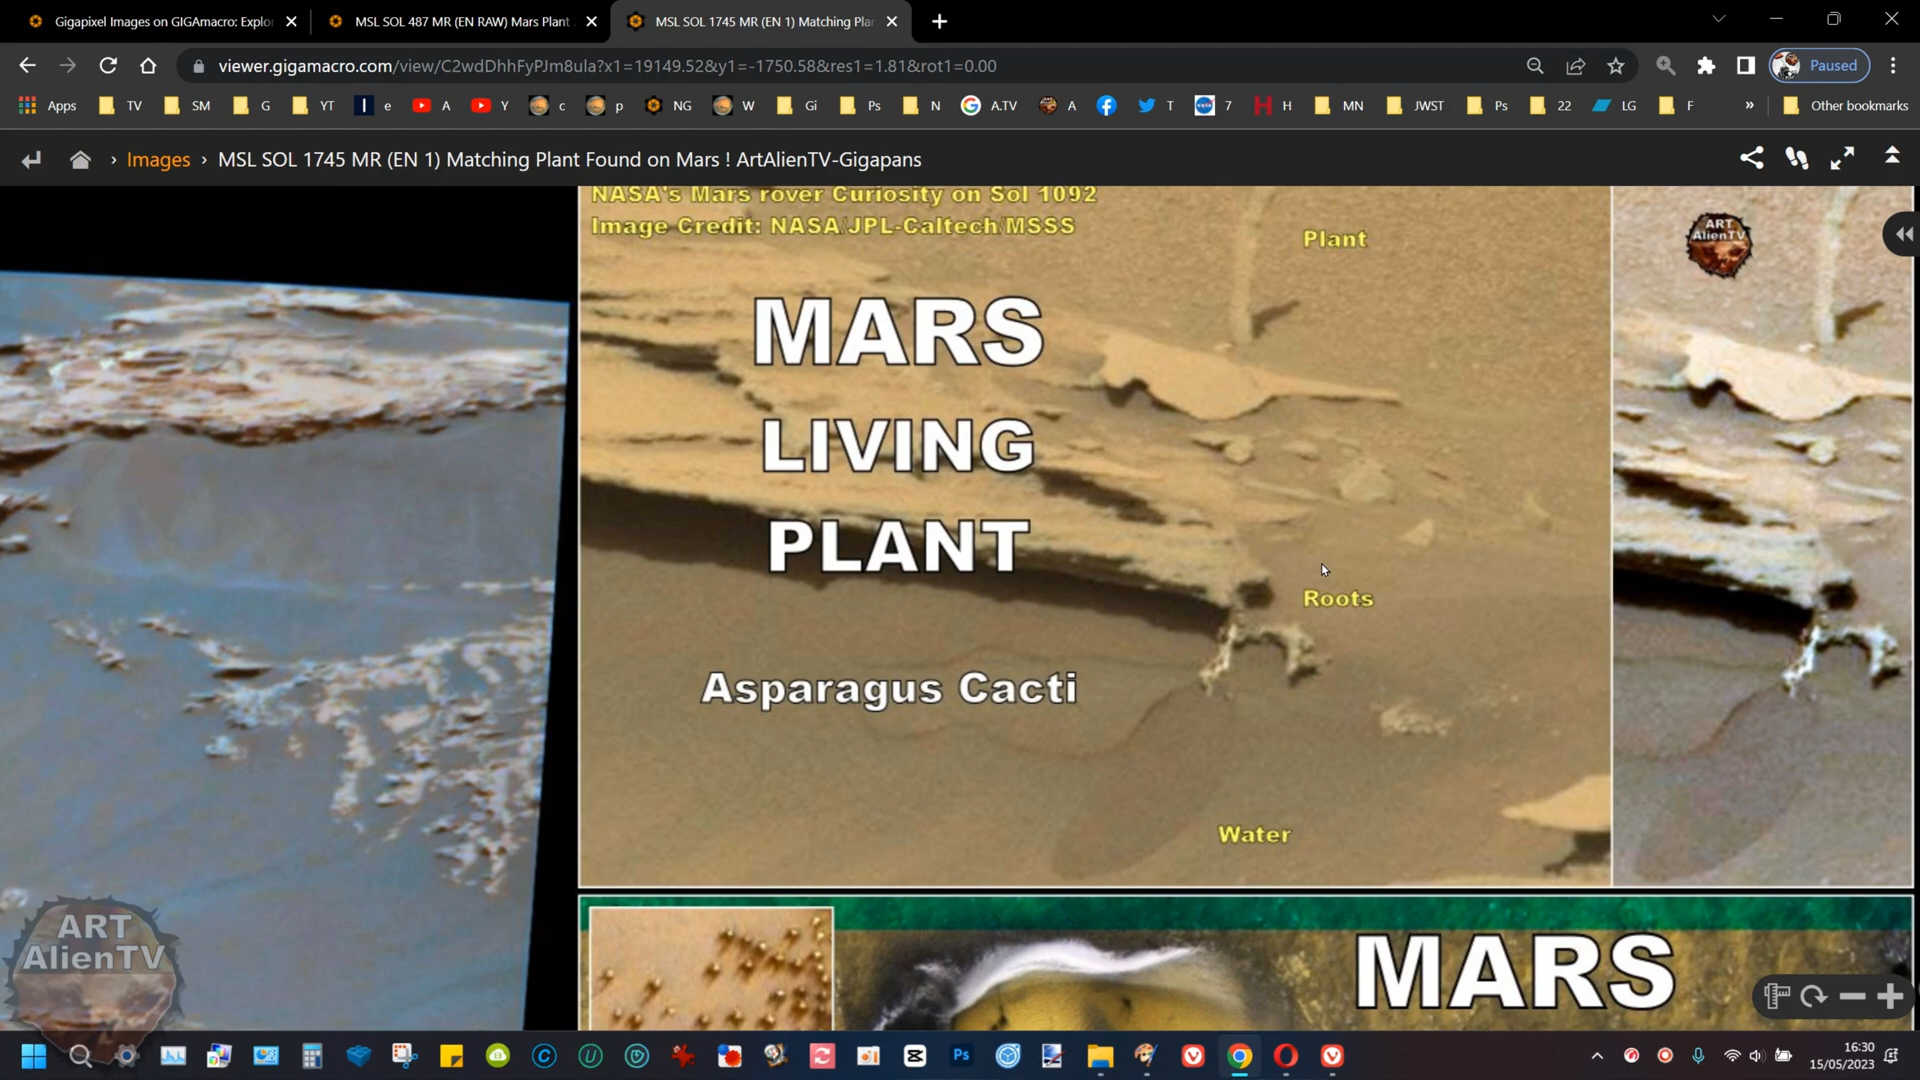 Gigapixel Images on GIGAmacro: Explo
MSL SOL 487 MR (EN RAW) Mars Plant
MSL SOL 1745 MR (EN 1) Matching Plan
viewer.gigamacro.com/view/C2wdDhhFyPJm8ula?x1=19149.52&y1=-1750.58&res1=1.81&rot1=0.00
Paused
Apps TV SM G YT e A Y c p NG W Gi Ps N A.TV A T 7 H MN JWST Ps 22 LG F » Other bookmarks
› Images › MSL SOL 1745 MR (EN 1) Matching Plant Found on Mars ! ArtAlienTV-Gigapans
NASA's Mars rover Curiosity on Sol 1092
Image Credit: NASA/JPL-Caltech/MSSS
Plant
ART
AlienTV
MARS
LIVING
PLANT
Roots
Asparagus Cacti
Water
MARS
ART
AlienTV
16:30
15/05/2023